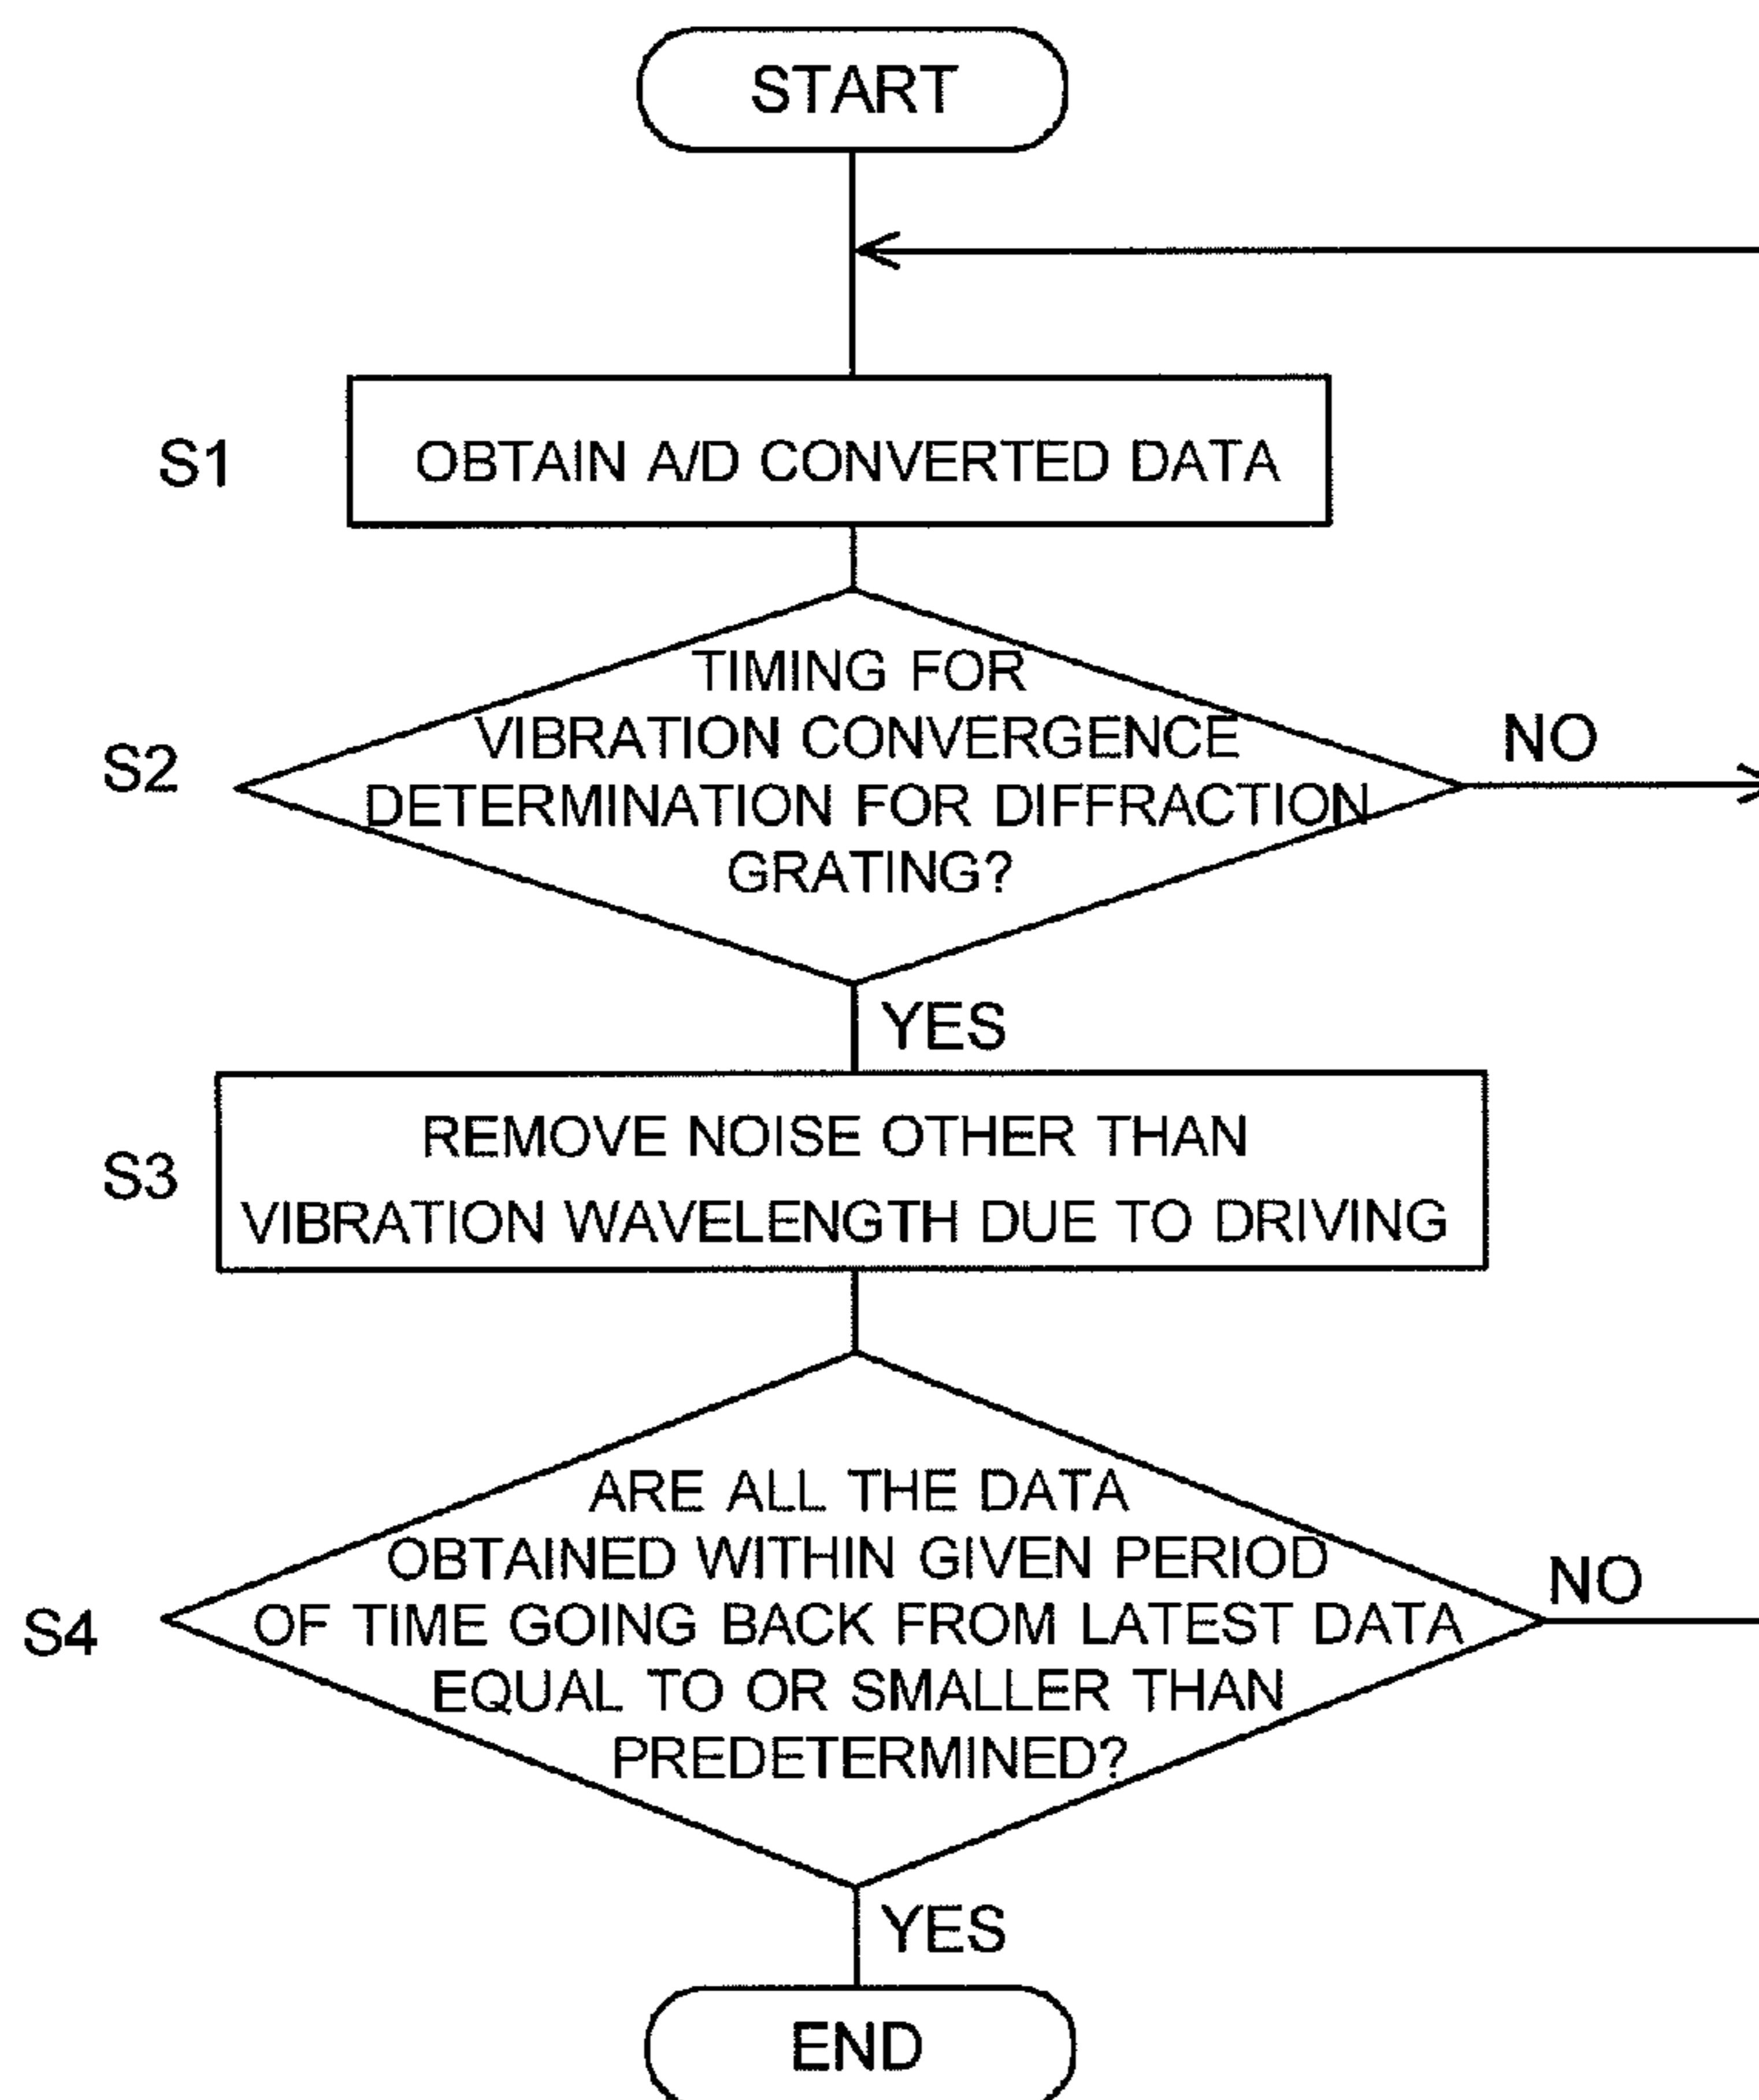 START
S1
OBTAIN A/D CONVERTED DATA
S2
TIMING FOR
VIBRATION CONVERGENCE
DETERMINATION FOR DIFFRACTION
GRATING?
NO
YES
S3
REMOVE NOISE OTHER THAN
VIBRATION WAVELENGTH DUE TO DRIVING
S4
ARE ALL THE DATA
OBTAINED WITHIN GIVEN PERIOD
OF TIME GOING BACK FROM LATEST DATA
EQUAL TO OR SMALLER THAN
PREDETERMINED?
NO
YES
END